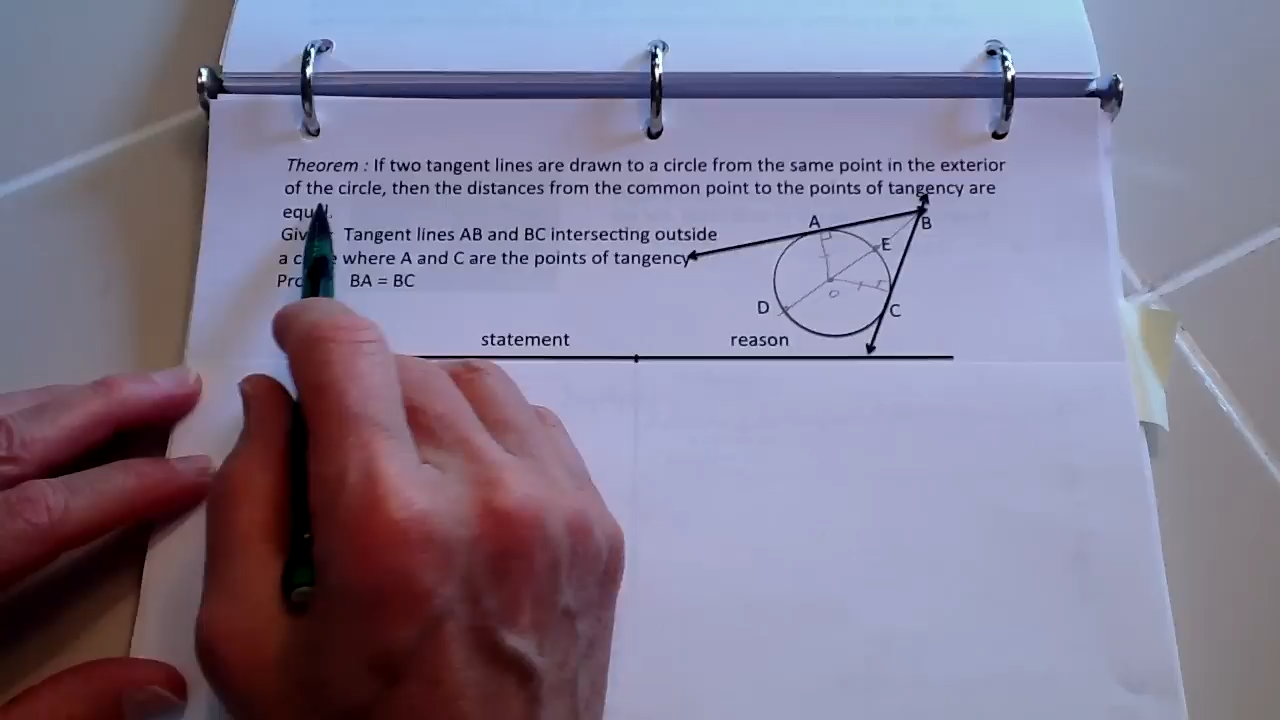 Theorem : If two tangent lines are drawn to a circle from the same point in the exterior
of the circle, then the distances from the common point to the points of tangency are
Tangent lines AB and BC intersecting outside
a where A and C are the points of tangency
BA = BC
A
B
E
O
D
C
statement reason